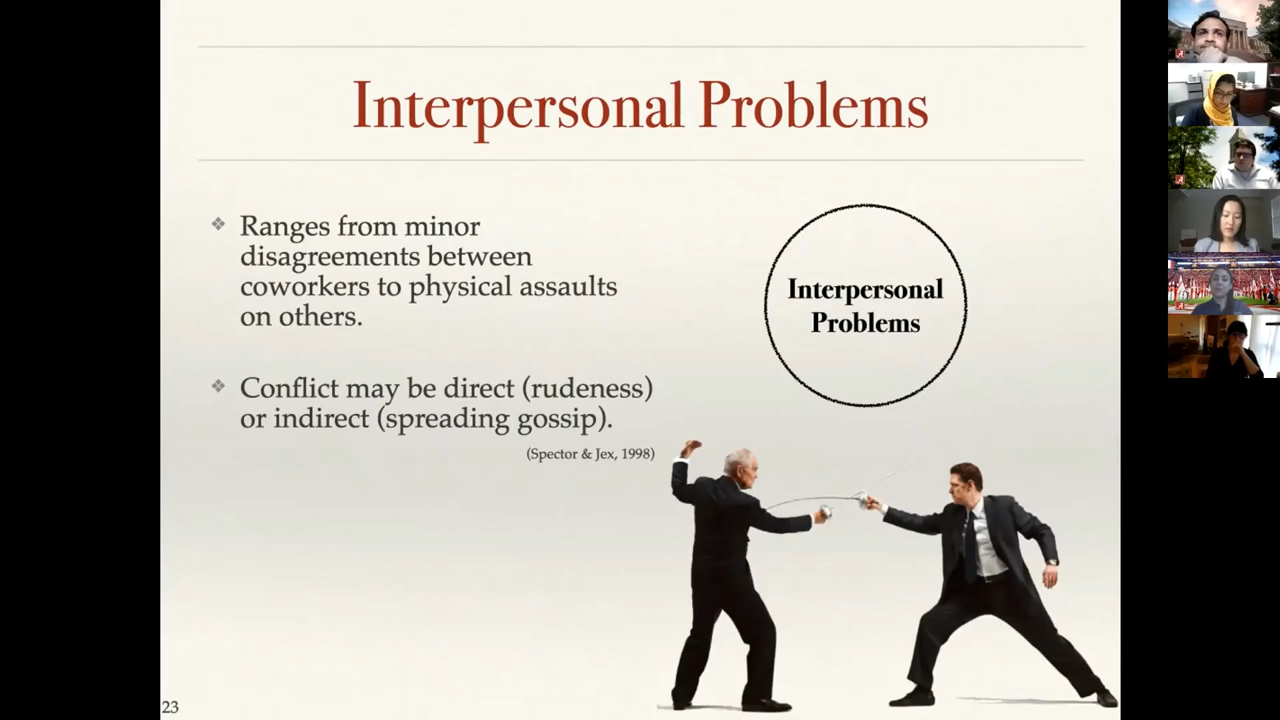 Interpersonal Problems
❖ Ranges from minor
disagreements between
coworkers to physical assaults
on others.
❖ Conflict may be direct (rudeness)
or indirect (spreading gossip).
(Spector & Jex, 1998)
Interpersonal
Problems
23